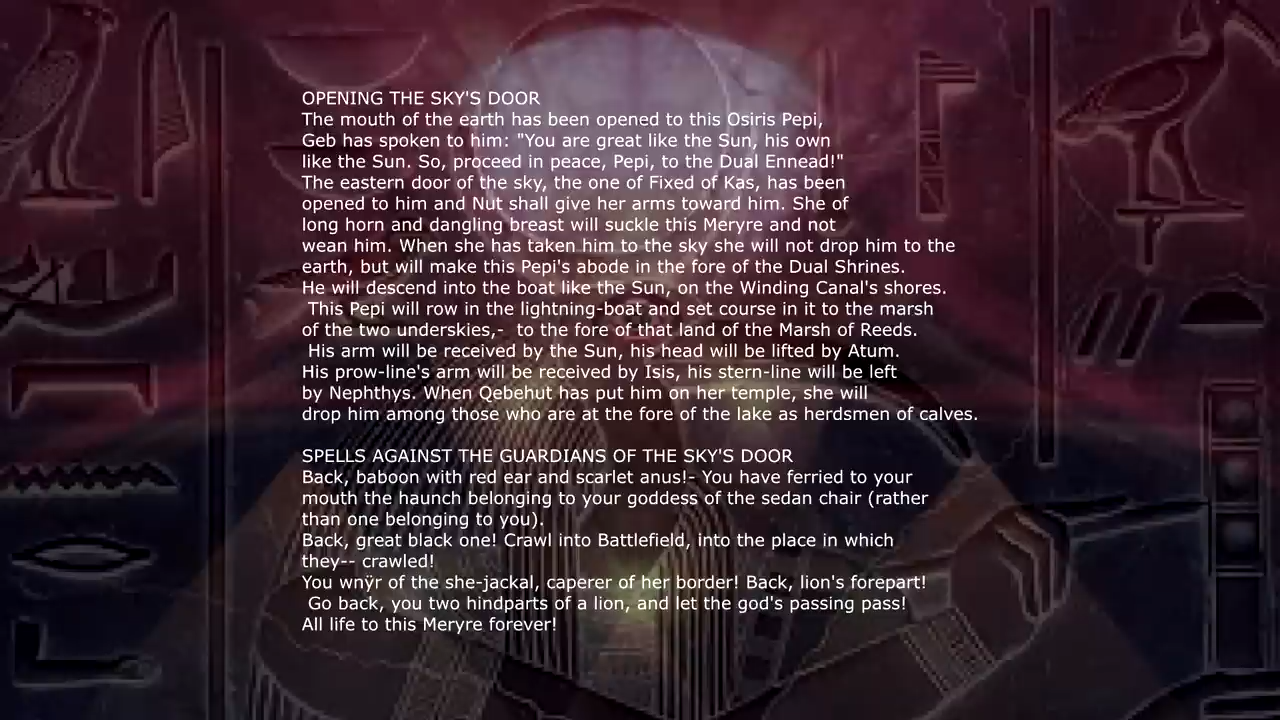 OPENING THE SKY'S DOOR
The mouth of the earth has been opened to this Osiris Pepi,
Geb has spoken to him: "You are great like the Sun, his own
like the Sun. So, proceed in peace, Pepi, to the Dual Ennead!"
The eastern door of the sky, the one of Fixed of Kas, has been
opened to him and Nut shall give her arms toward him. She of
long horn and dangling breast will suckle this Meryre and not
wean him. When she has taken him to the sky she will not drop him to the
earth, but will make this Pepi's abode in the fore of the Dual Shrines.
He will descend into the boat like the Sun, on the Winding Canal's shores.
This Pepi will row in the lightning-boat and set course in it to the marsh
of the two underskies,-  to the fore of that land of the Marsh of Reeds.
His arm will be received by the Sun, his head will be lifted by Atum.
His prow-line's arm will be received by Isis, his stern-line will be left
by Nephthys. When Qebehut has put him on her temple, she will
drop him among those who are at the fore of the lake as herdsmen of calves.

SPELLS AGAINST THE GUARDIANS OF THE SKY'S DOOR
Back, baboon with red ear and scarlet anus!- You have ferried to your
mouth the haunch belonging to your goddess of the sedan chair (rather
than one belonging to you).
Back, great black one! Crawl into Battlefield, into the place in which
they-- crawled!
You wnÿr of the she-jackal, caperer of her border! Back, lion's forepart!
Go back, you two hindparts of a lion, and let the god's passing pass!
All life to this Meryre forever!